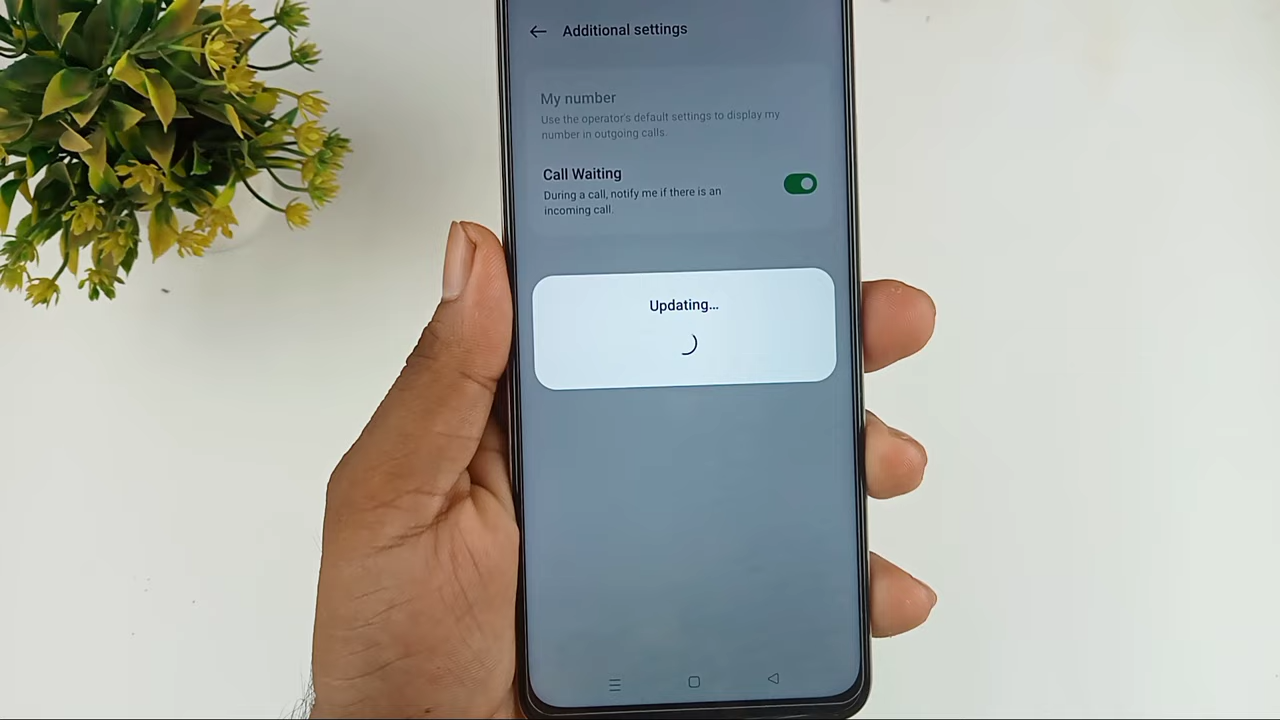 Additional settings
My number
Use the operator's default settings to display my
number in outgoing calls.
Call Waiting
During a call, notify me if there is an
incoming call.
Updating...